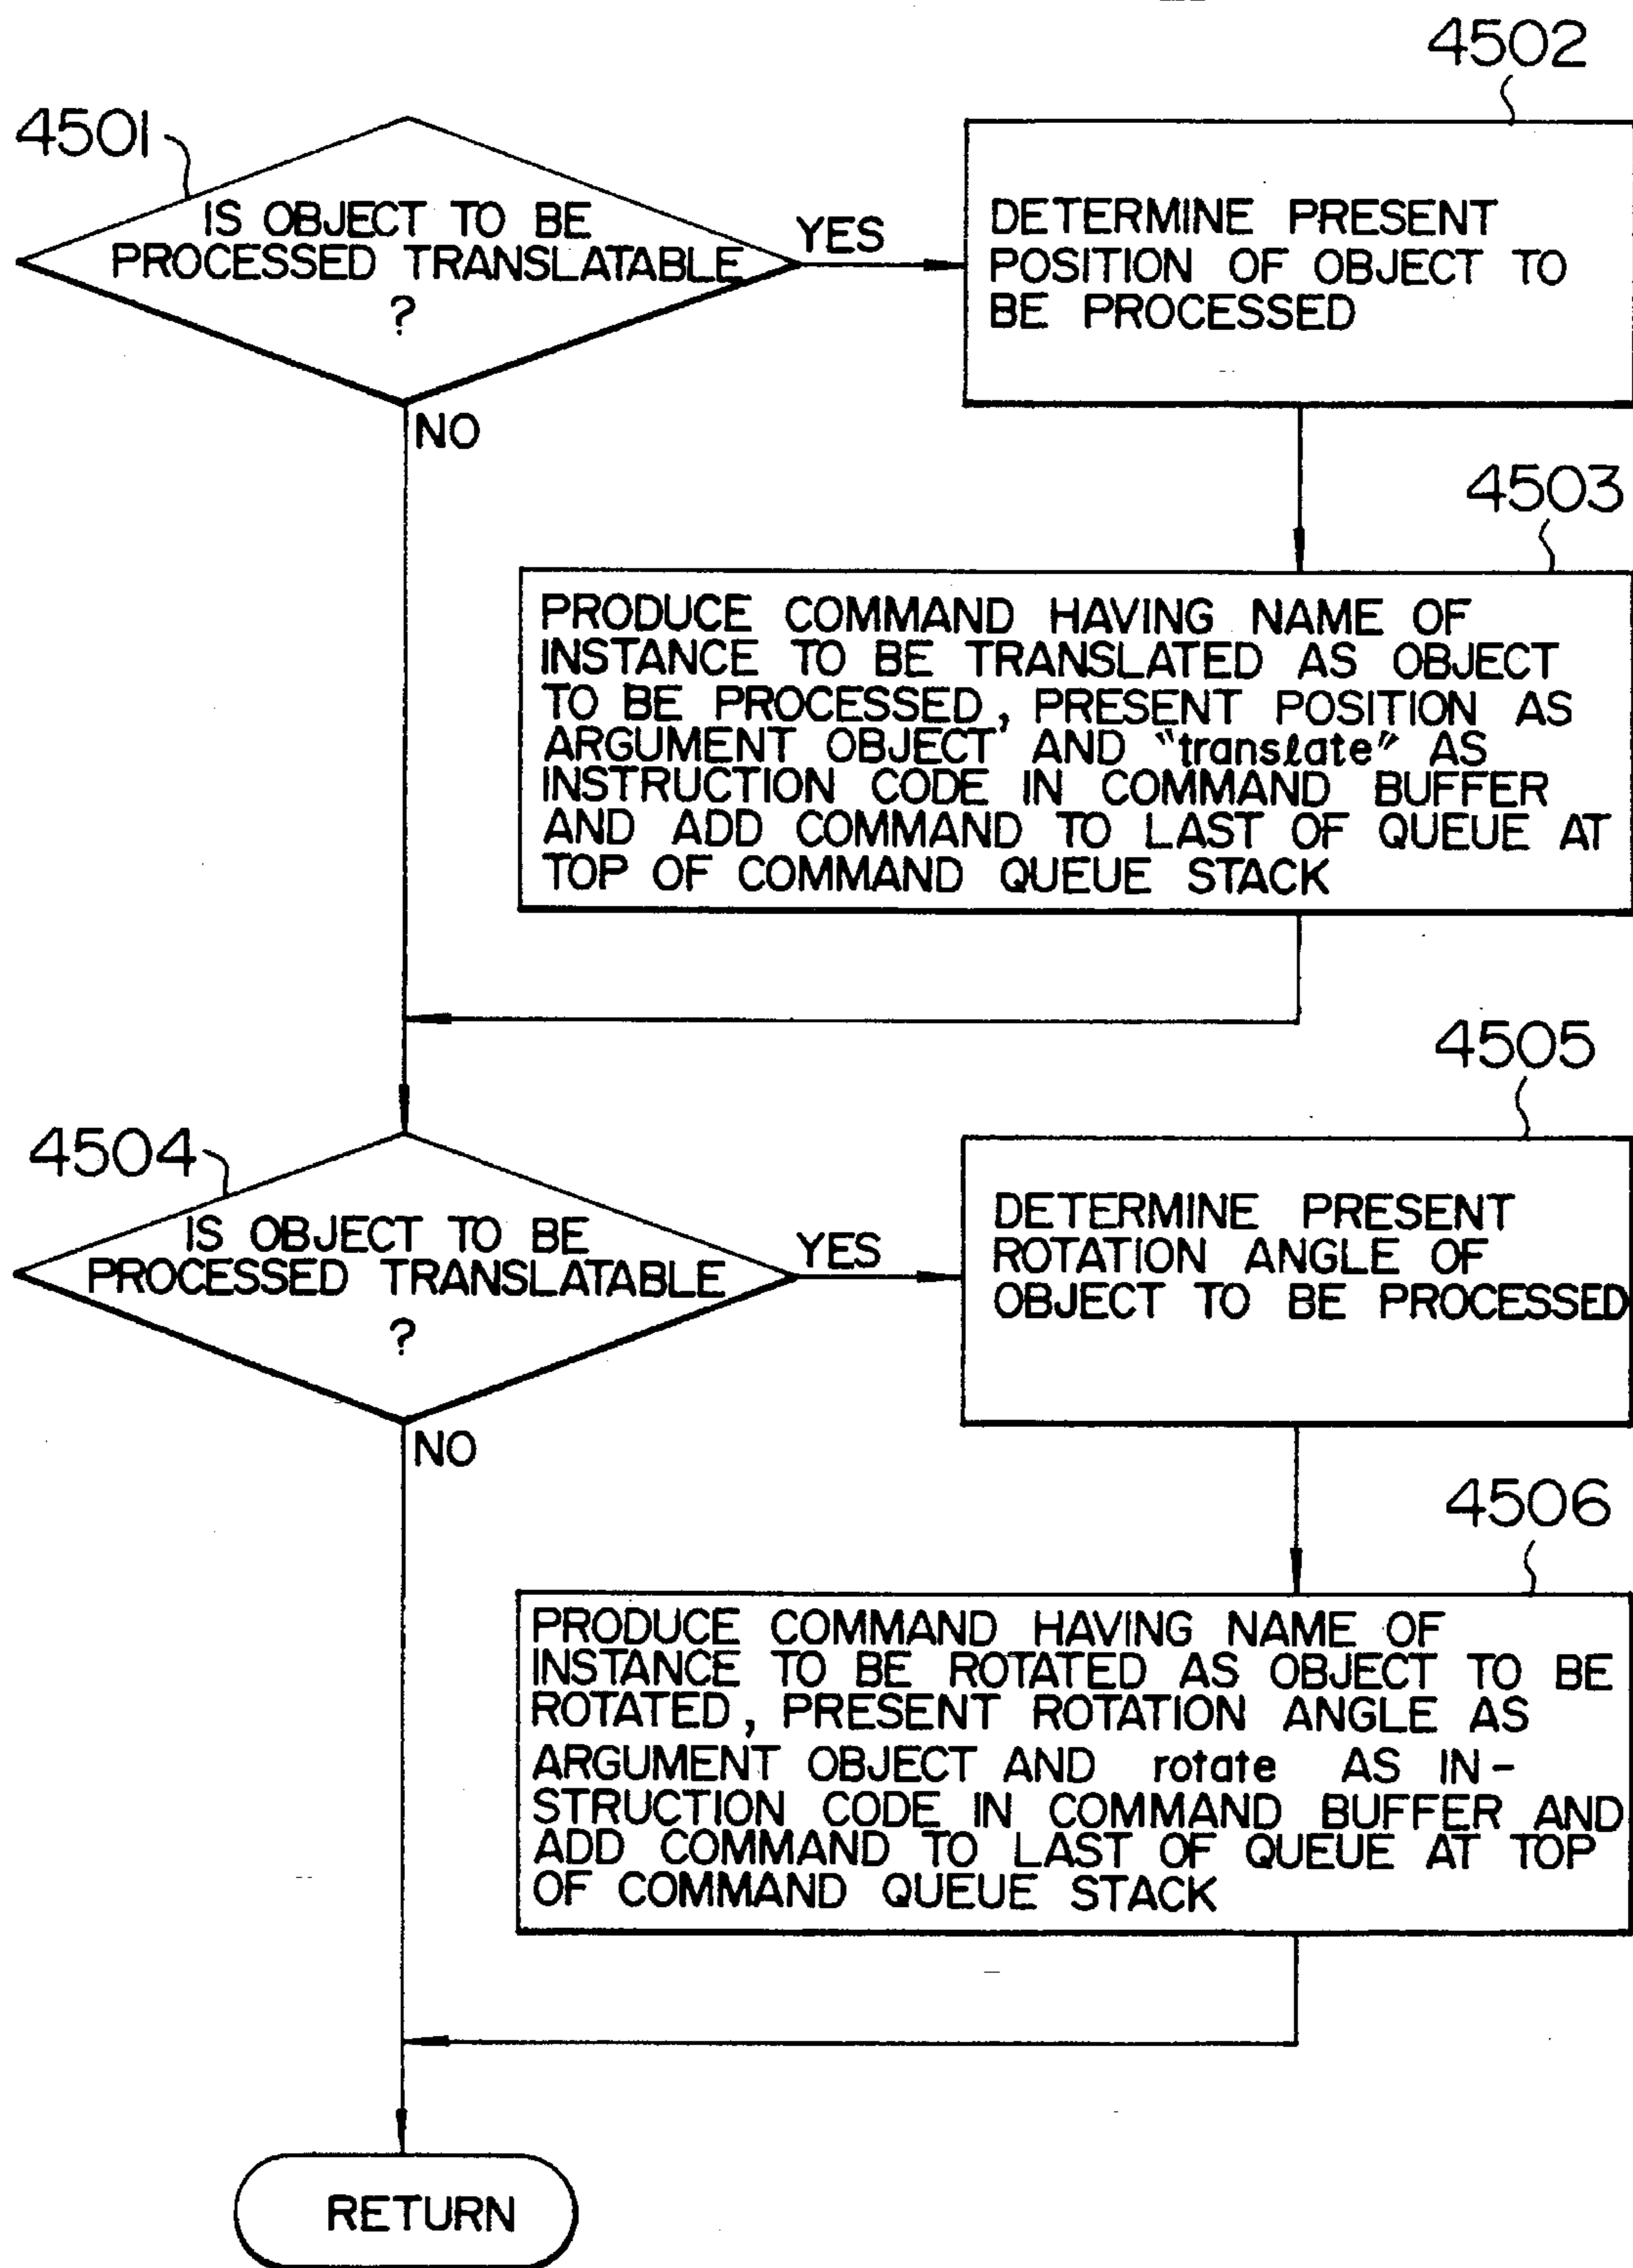 4501
IS OBJECT TO BE
PROCESSED TRANSLATABLE
?
YES
NO
4502
DETERMINE PRESENT
POSITION OF OBJECT TO
BE PROCESSED
4503
PRODUCE COMMAND HAVING NAME OF
INSTANCE TO BE TRANSLATED AS OBJECT
TO BE PROCESSED, PRESENT POSITION AS
ARGUMENT OBJECT AND "translate" AS
INSTRUCTION CODE IN COMMAND BUFFER
AND ADD COMMAND TO LAST OF QUEUE AT
TOP OF COMMAND QUEUE STACK
4504
IS OBJECT TO BE
PROCESSED TRANSLATABLE
?
YES
NO
4505
DETERMINE PRESENT
ROTATION ANGLE OF
OBJECT TO BE PROCESSED
4506
PRODUCE COMMAND HAVING NAME OF
INSTANCE TO BE ROTATED AS OBJECT TO BE
ROTATED, PRESENT ROTATION ANGLE AS
ARGUMENT OBJECT AND rotate AS IN-
STRUCTION CODE IN COMMAND BUFFER AND
ADD COMMAND TO LAST OF QUEUE AT TOP
OF COMMAND QUEUE STACK
RETURN